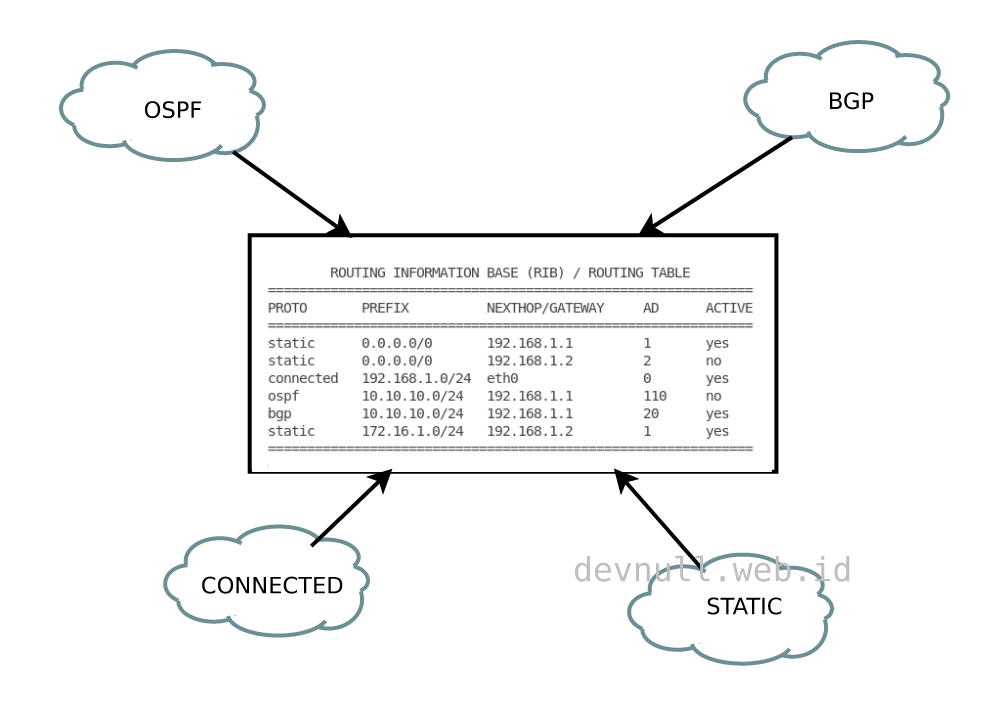 OSPF
BGP
ROUTING INFORMATION BASE (RIB) / ROUTING TABLE
==============================================================
PROTO PREFIX NEXTHOP/GATEWAY AD ACTIVE
==============================================================
static 0.0.0.0/0 192.168.1.1 1 yes
static 0.0.0.0/0 192.168.1.2 2 no
connected 192.168.1.0/24 eth0 0 yes
ospf 10.10.10.0/24 192.168.1.1 110 no
bgp 10.10.10.0/24 192.168.1.1 20 yes
static 172.16.1.0/24 192.168.1.2 1 yes
==============================================================
CONNECTED
devnull.web.id
STATIC